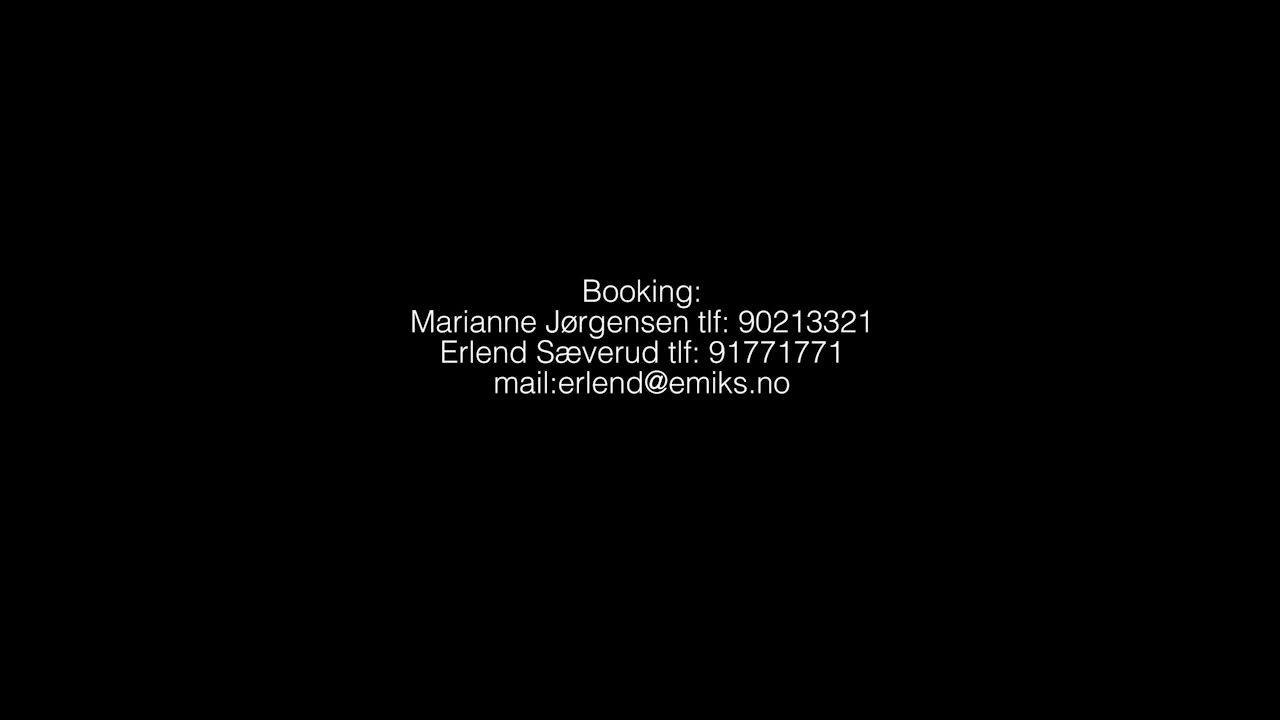 Booking:
Marianne Jørgensen tlf: 90213321
Erlend Sæverud tlf: 91771771
mail:erlend@emiks.no